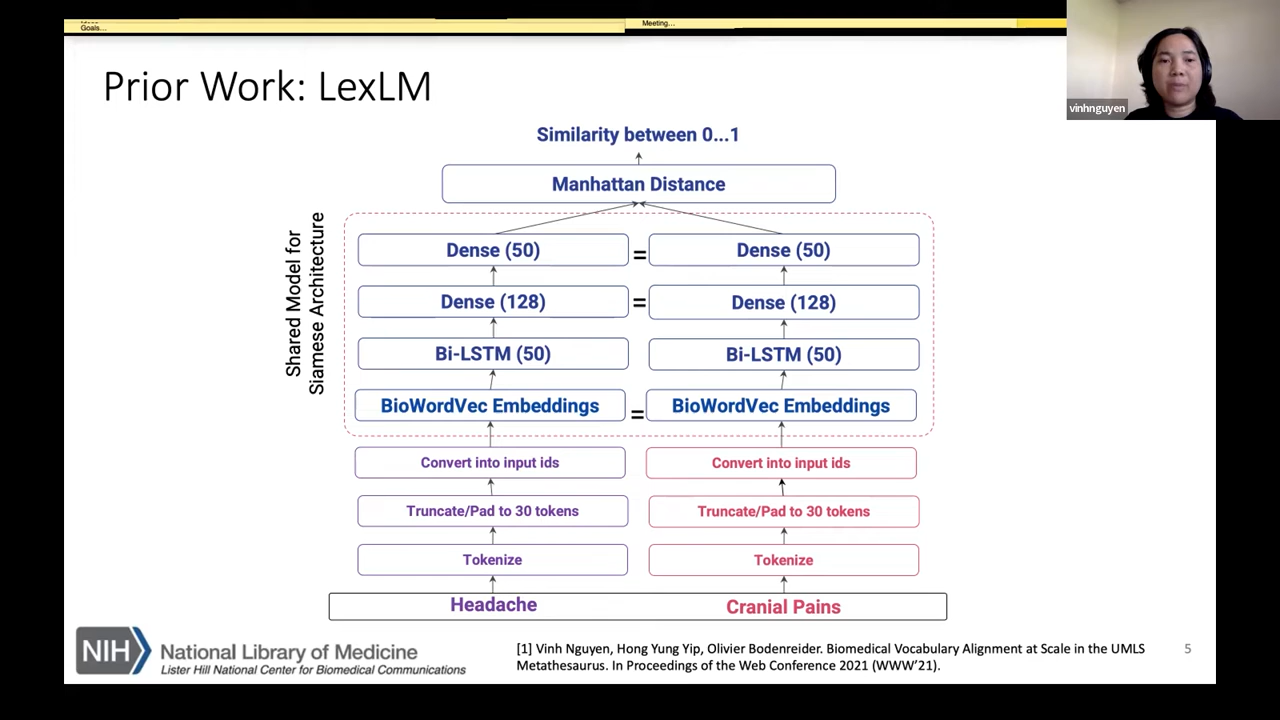 Goals...
Meeting...
vinhnguyen
Prior Work: LexLM
Similarity between 0...1
Manhattan Distance
Shared Model for
Siamese Architecture
Dense (50) = Dense (50)
Dense (128) = Dense (128)
Bi-LSTM (50) Bi-LSTM (50)
BioWordVec Embeddings = BioWordVec Embeddings
Convert into input ids Convert into input ids
Truncate/Pad to 30 tokens Truncate/Pad to 30 tokens
Tokenize Tokenize
Headache Cranial Pains
NIH National Library of Medicine
Lister Hill National Center for Biomedical Communications
[1] Vinh Nguyen, Hong Yung Yip, Olivier Bodenreider. Biomedical Vocabulary Alignment at Scale in the UMLS
Metathesaurus. In Proceedings of the Web Conference 2021 (WWW'21).
5